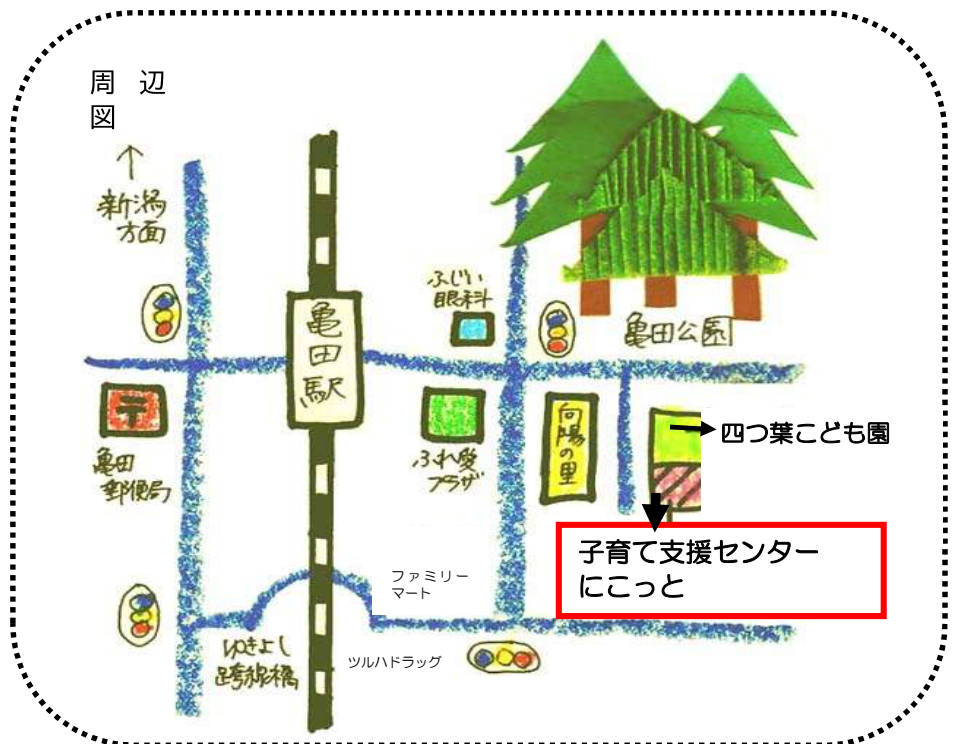 周 辺
図
新潟
方面
ふじい
眼科
亀田駅
亀田公園
〒
亀田
郵便局
ふれ愛
プラザ
向陽の里
四つ葉こども園
子育て支援センター
にこっと
ファミリー
マート
ゆきよし
跨線橋
ツルハドラッグ